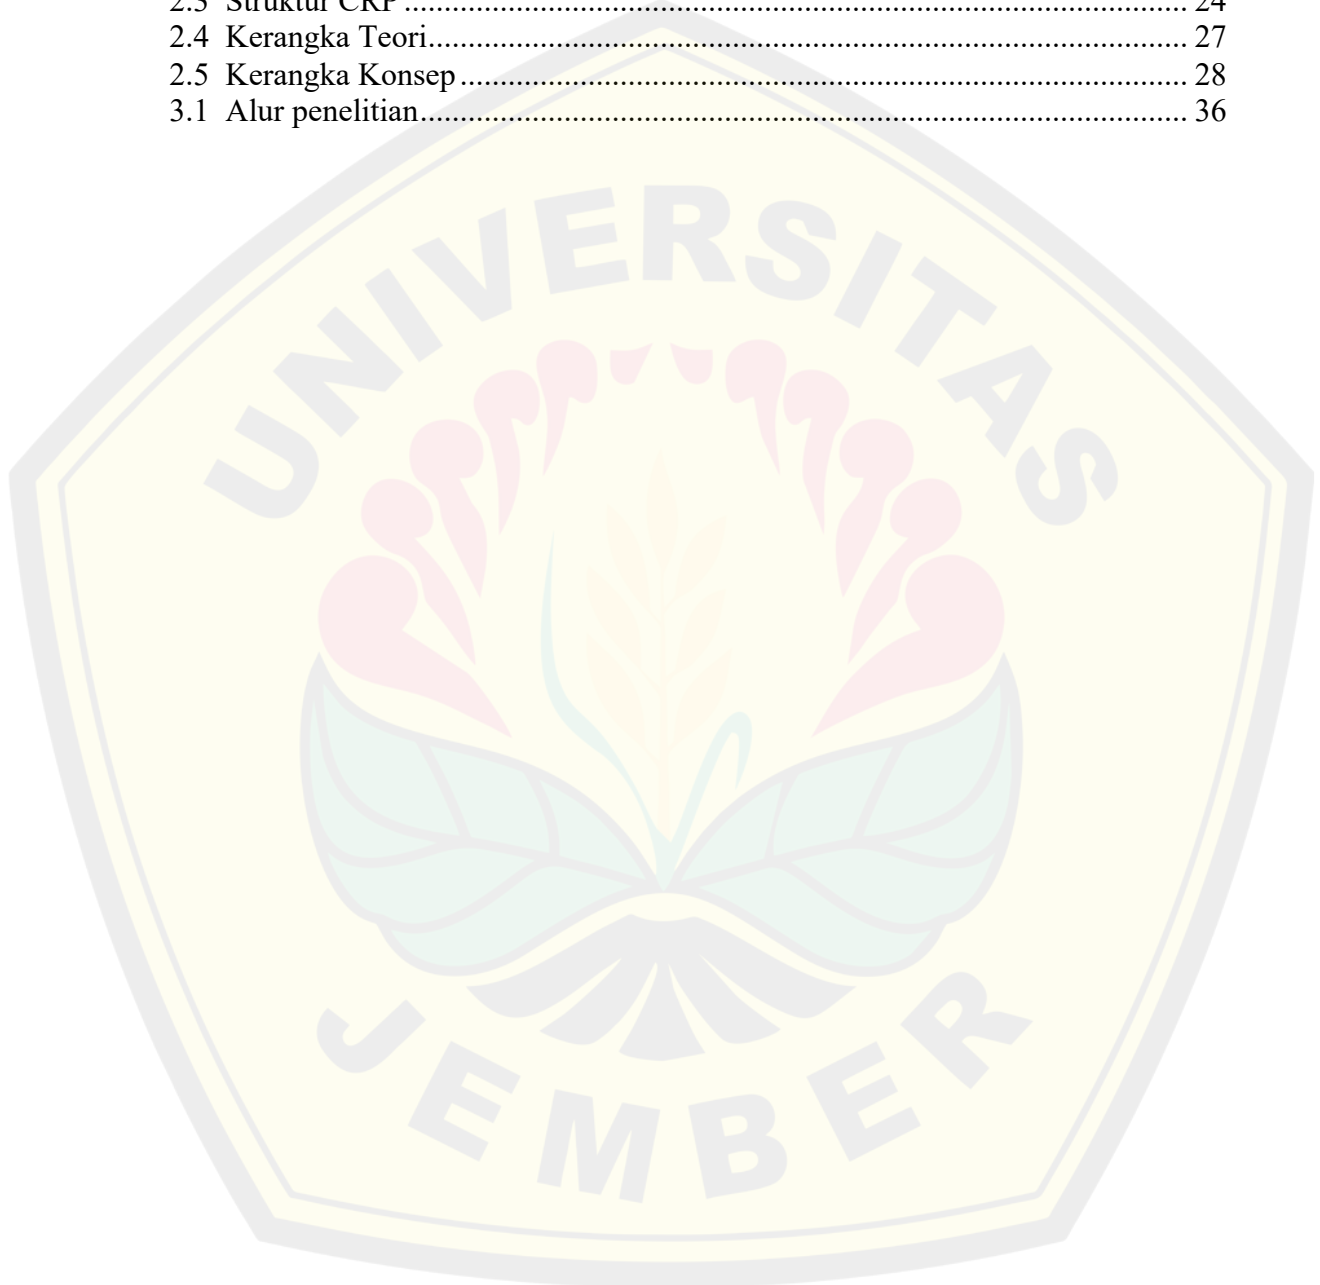 2.3 Struktur CRP ........................................................................................ 24
2.4 Kerangka Teori..................................................................................... 27
2.5 Kerangka Konsep ................................................................................. 28
3.1 Alur penelitian...................................................................................... 36
UNIVERSITAS
JEMBER